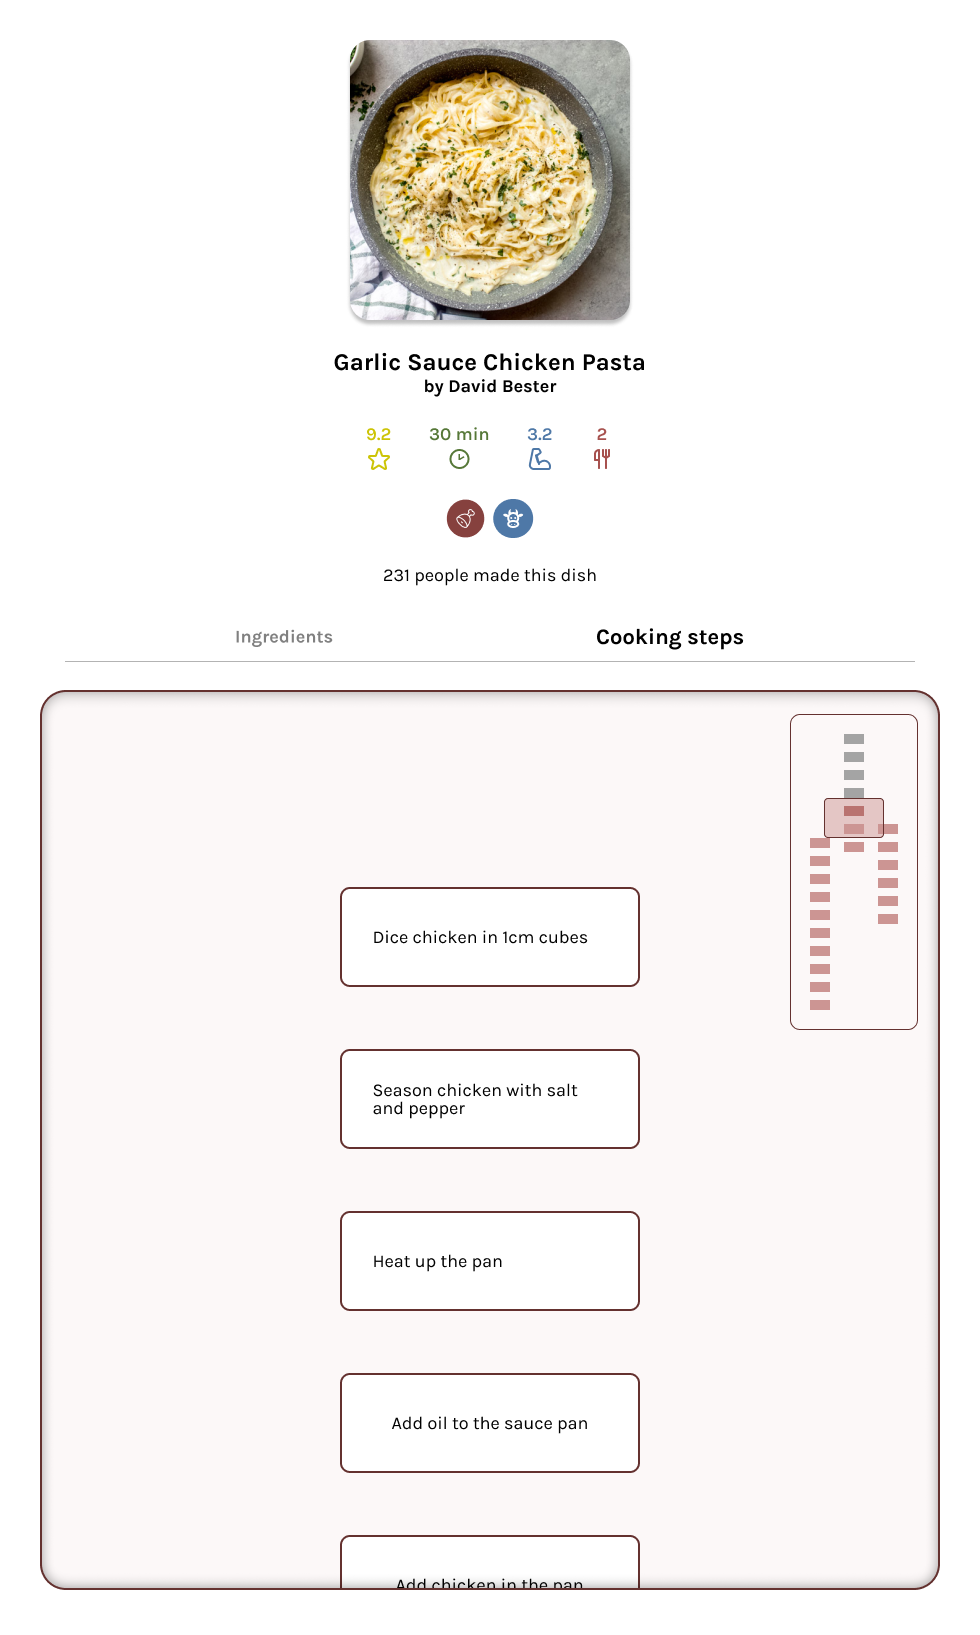 Garlic Sauce Chicken Pasta
by David Bester
9.2 30 min 3.2 2
231 people made this dish
Ingredients Cooking steps
Dice chicken in 1cm cubes
Season chicken with salt
and pepper
Heat up the pan
Add oil to the sauce pan
Add chicken in the pan